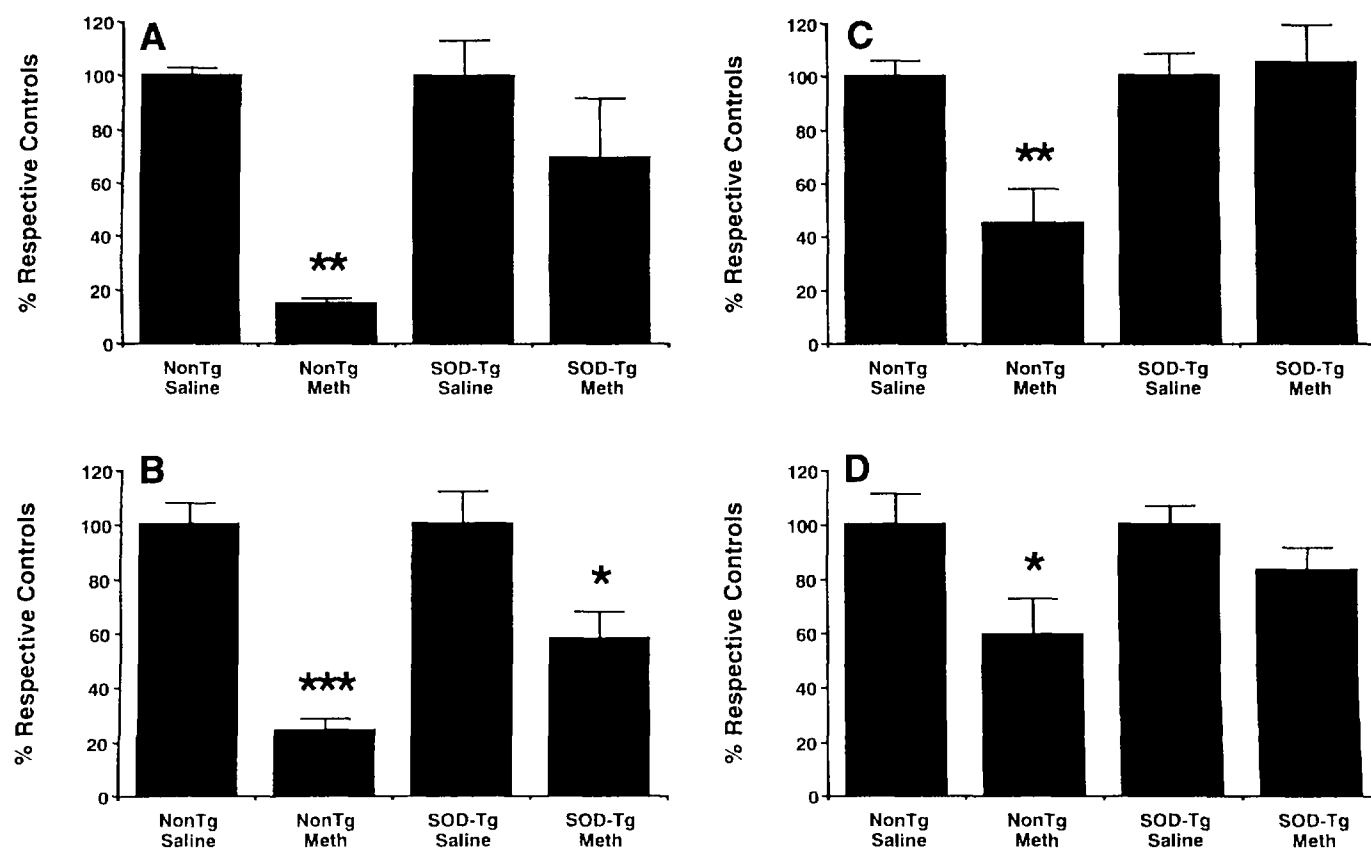 A
% Respective Controls
120
100
80
60
40
20
0
**
NonTg Saline
NonTg Meth
SOD-Tg Saline
SOD-Tg Meth
C
% Respective Controls
120
100
80
60
40
20
0
**
NonTg Saline
NonTg Meth
SOD-Tg Saline
SOD-Tg Meth
B
% Respective Controls
120
100
80
60
40
20
0
***
*
NonTg Saline
NonTg Meth
SOD-Tg Saline
SOD-Tg Meth
D
% Respective Controls
120
100
80
60
40
20
0
*
NonTg Saline
NonTg Meth
SOD-Tg Saline
SOD-Tg Meth